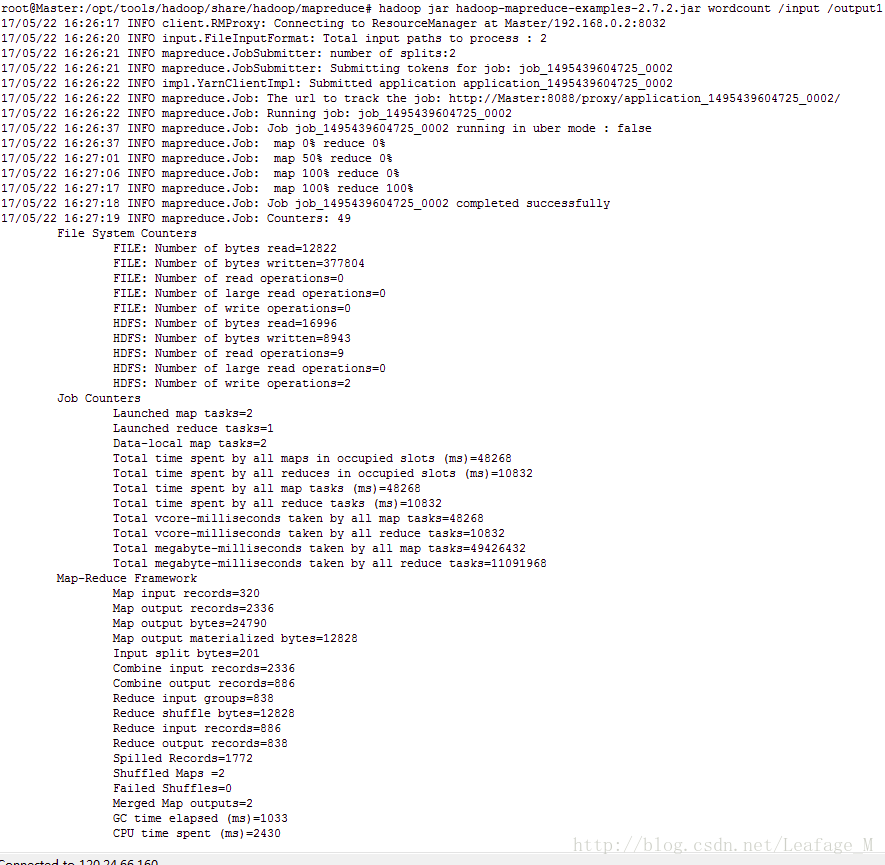 root@Master:/opt/tools/hadoop/share/hadoop/mapreduce# hadoop jar hadoop-mapreduce-examples-2.7.2.jar wordcount /input /output1
17/05/22 16:26:17 INFO client.RMProxy: Connecting to ResourceManager at Master/192.168.0.2:8032
17/05/22 16:26:20 INFO input.FileInputFormat: Total input paths to process : 2
17/05/22 16:26:21 INFO mapreduce.JobSubmitter: number of splits:2
17/05/22 16:26:21 INFO mapreduce.JobSubmitter: Submitting tokens for job: job_1495439604725_0002
17/05/22 16:26:22 INFO impl.YarnClientImpl: Submitted application application_1495439604725_0002
17/05/22 16:26:22 INFO mapreduce.Job: The url to track the job: http://Master:8088/proxy/application_1495439604725_0002/
17/05/22 16:26:22 INFO mapreduce.Job: Running job: job_1495439604725_0002
17/05/22 16:26:37 INFO mapreduce.Job: Job job_1495439604725_0002 running in uber mode : false
17/05/22 16:26:37 INFO mapreduce.Job:  map 0% reduce 0%
17/05/22 16:27:01 INFO mapreduce.Job:  map 50% reduce 0%
17/05/22 16:27:06 INFO mapreduce.Job:  map 100% reduce 0%
17/05/22 16:27:17 INFO mapreduce.Job:  map 100% reduce 100%
17/05/22 16:27:18 INFO mapreduce.Job: Job job_1495439604725_0002 completed successfully
17/05/22 16:27:19 INFO mapreduce.Job: Counters: 49
File System Counters
FILE: Number of bytes read=12822
FILE: Number of bytes written=377804
FILE: Number of read operations=0
FILE: Number of large read operations=0
FILE: Number of write operations=0
HDFS: Number of bytes read=16996
HDFS: Number of bytes written=8943
HDFS: Number of read operations=9
HDFS: Number of large read operations=0
HDFS: Number of write operations=2
Job Counters
Launched map tasks=2
Launched reduce tasks=1
Data-local map tasks=2
Total time spent by all maps in occupied slots (ms)=48268
Total time spent by all reduces in occupied slots (ms)=10832
Total time spent by all map tasks (ms)=48268
Total time spent by all reduce tasks (ms)=10832
Total vcore-milliseconds taken by all map tasks=48268
Total vcore-milliseconds taken by all reduce tasks=10832
Total megabyte-milliseconds taken by all map tasks=49426432
Total megabyte-milliseconds taken by all reduce tasks=11091968
Map-Reduce Framework
Map input records=320
Map output records=2336
Map output bytes=24790
Map output materialized bytes=12828
Input split bytes=201
Combine input records=2336
Combine output records=886
Reduce input groups=838
Reduce shuffle bytes=12828
Reduce input records=886
Reduce output records=838
Spilled Records=1772
Shuffled Maps =2
Failed Shuffles=0
Merged Map outputs=2
GC time elapsed (ms)=1033
CPU time spent (ms)=2430
http://blog.csdn.net/Leafage_M
Connected to 120.24.66.160